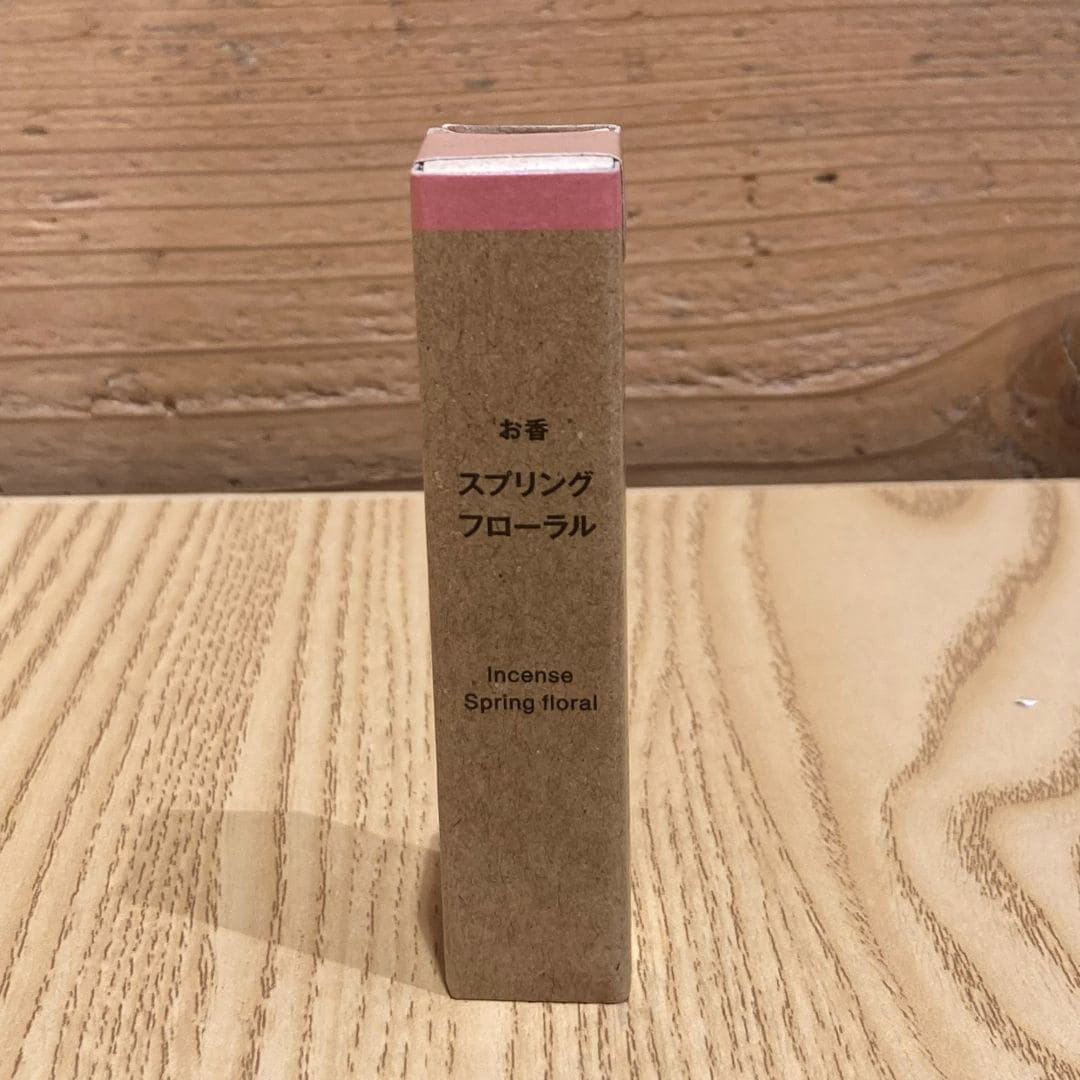 お香
スプリング
フローラル
Incense
Spring floral